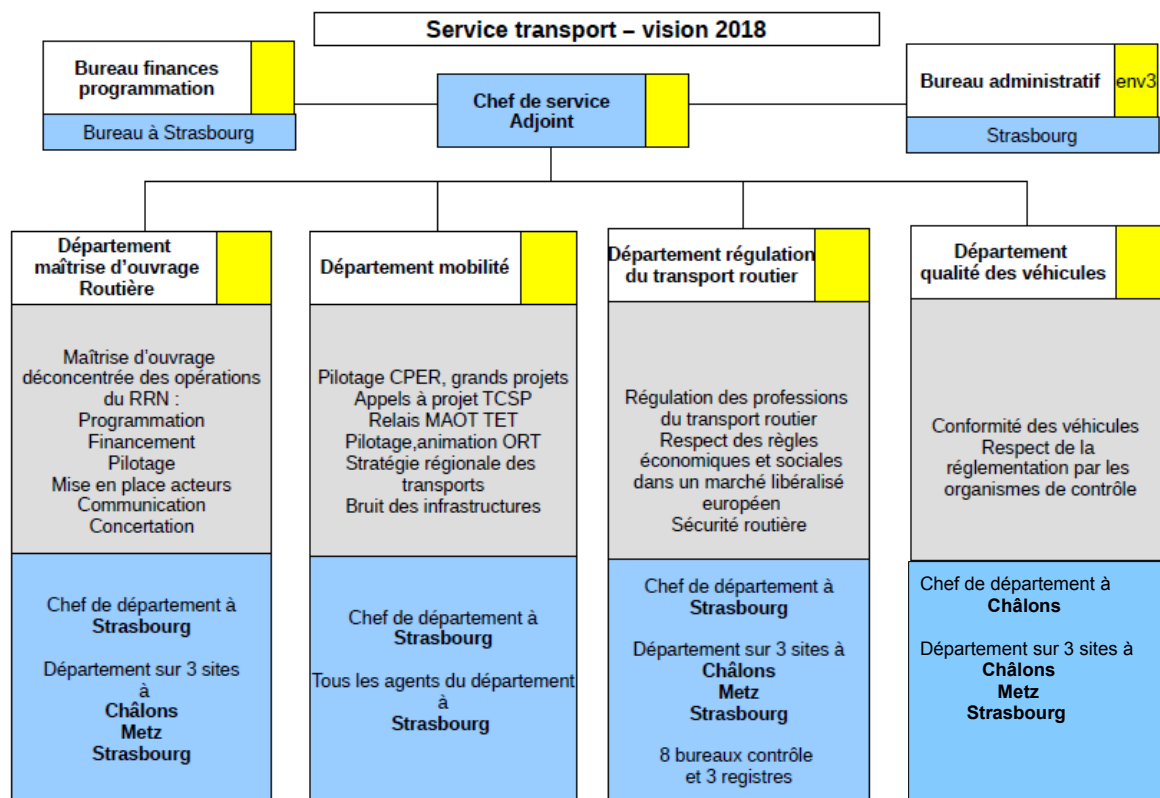 Service transport – vision 2018
Bureau finances
programmation
Bureau à Strasbourg
Chef de service
Adjoint
Bureau administratif
env3
Strasbourg
Département
maîtrise d'ouvrage
Routière
Maîtrise d'ouvrage
déconcentrée des opérations
du RRN :
Programmation
Financement
Pilotage
Mise en place acteurs
Communication
Concertation
Chef de département à
Strasbourg
Département sur 3 sites
à
Châlons
Metz
Strasbourg
Département mobilité
Pilotage CPER, grands projets
Appels à projet TCSP
Relais MAOT TET
Pilotage,animation ORT
Stratégie régionale des
transports
Bruit des infrastructures
Chef de département à
Strasbourg
Tous les agents du département
à
Strasbourg
Département régulation
du transport routier
Régulation des professions
du transport routier
Respect des règles
économiques et sociales
dans un marché libéralisé
européen
Sécurité routière
Chef de département à
Strasbourg
Département sur 3 sites à
Châlons
Metz
Strasbourg
8 bureaux contrôle
et 3 registres
Département
qualité des véhicules
Conformité des véhicules
Respect de la
réglementation par les
organismes de contrôle
Chef de département à
Châlons
Département sur 3 sites à
Châlons
Metz
Strasbourg